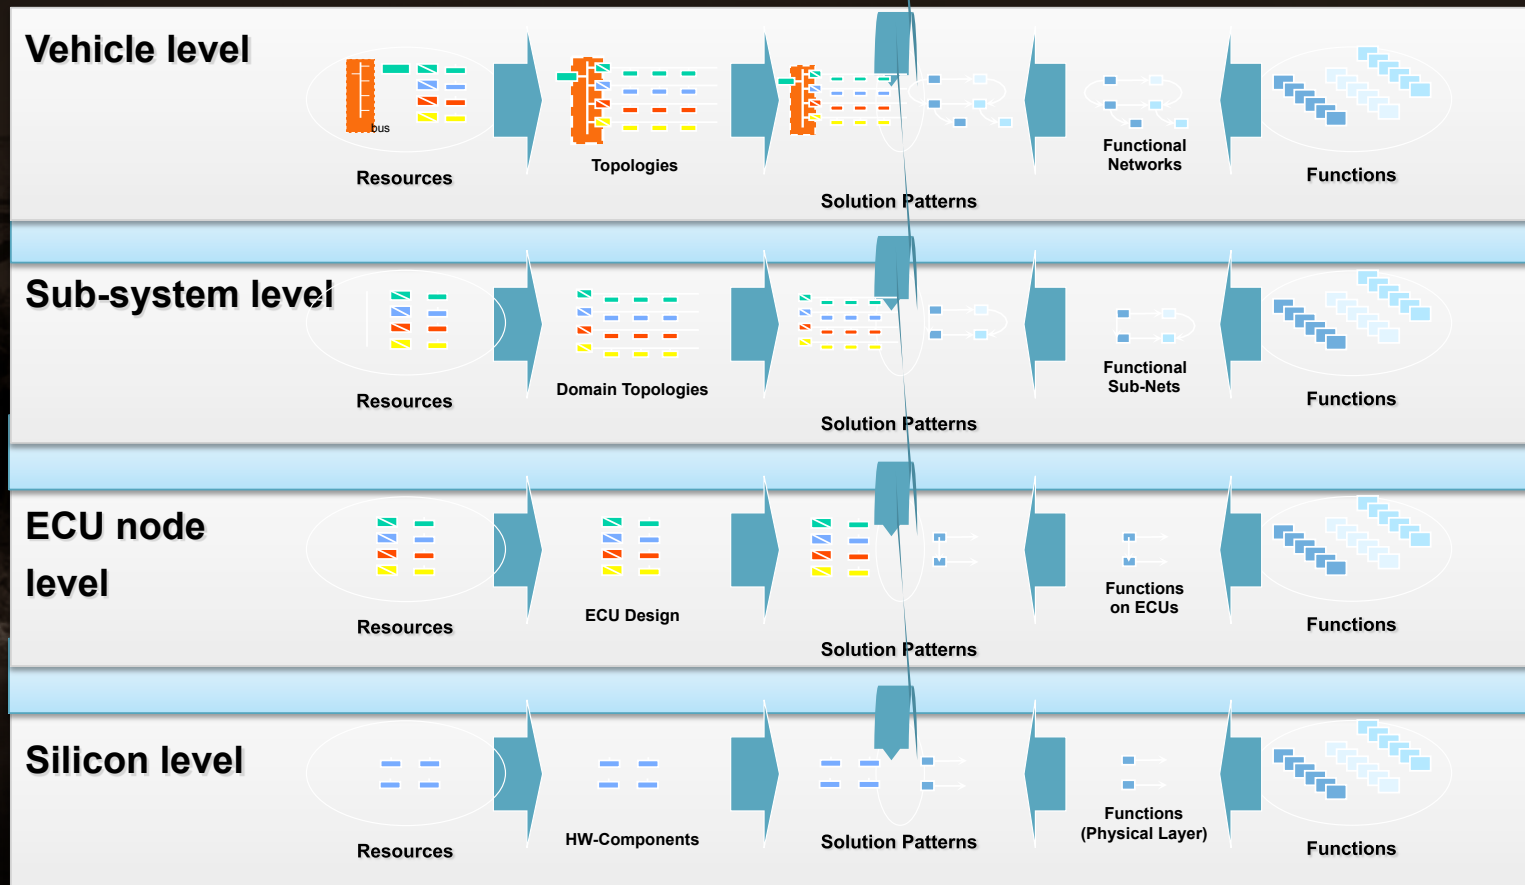 Vehicle level
bus
Resources
Topologies
Solution Patterns
Functional
Networks
Functions
Sub-system level
Resources
Domain Topologies
Solution Patterns
Functional
Sub-Nets
Functions
ECU node
level
Resources
ECU Design
Solution Patterns
Functions
on ECUs
Functions
Silicon level
Resources
HW-Components
Solution Patterns
Functions
(Physical Layer)
Functions